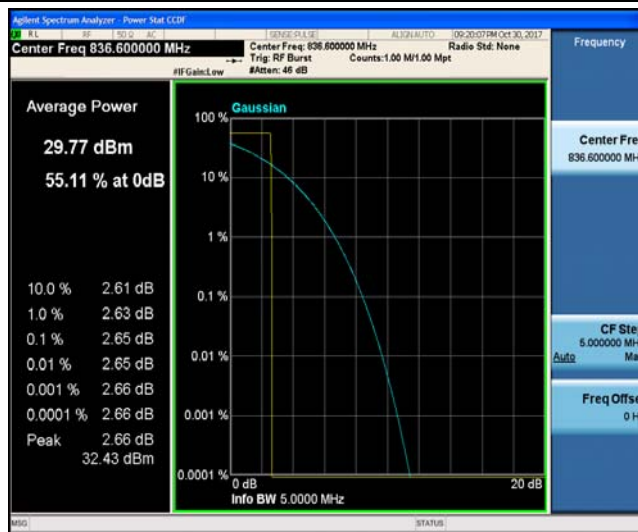 Agilent Spectrum Analyzer - Power Stat CCDF
RL RF 50 Ω AC SENSE:PULSE ALIGN AUTO 09:20:07 PM Oct 30, 2017
Center Freq 836.600000 MHz
Center Freq: 836.600000 MHz Radio Std: None
Trig: RF Burst Counts:1.00 M/1.00 Mpt
#IFGain:Low #Atten: 46 dB
Frequency
Average Power
29.77 dBm
55.11 % at 0dB
10.0 % 2.61 dB
1.0 % 2.63 dB
0.1 % 2.65 dB
0.01 % 2.65 dB
0.001 % 2.66 dB
0.0001 % 2.66 dB
Peak 2.66 dB
32.43 dBm
Gaussian
100 %
10 %
1 %
0.1 %
0.01 %
0.001 %
0.0001 %
0 dB 20 dB
Info BW 5.0000 MHz
Center Fre
836.600000 MH
CF Ste
5.000000 MH
Auto Ma
Freq Offse
0 H
MSG STATUS